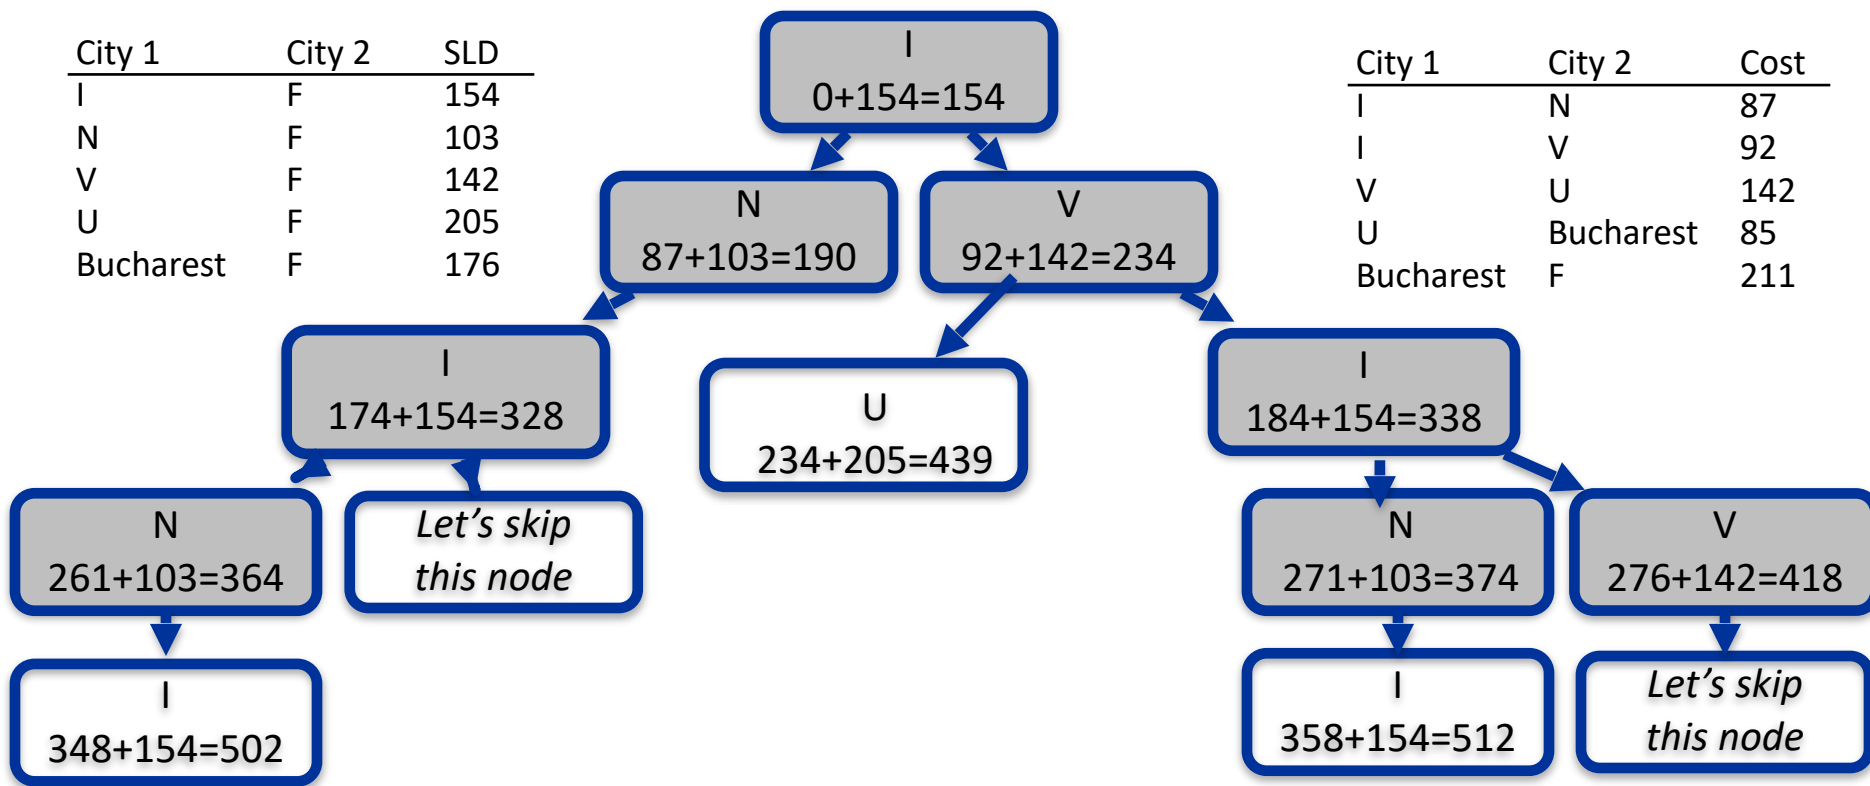 City 1 City 2 SLD
I F 154
N F 103
V F 142
U F 205
Bucharest F 176
City 1 City 2 Cost
I N 87
I V 92
V U 142
U Bucharest 85
Bucharest F 211
I
0+154=154
N
87+103=190
V
92+142=234
I
174+154=328
U
234+205=439
I
184+154=338
N
261+103=364
Let's skip
this node
N
271+103=374
V
276+142=418
I
348+154=502
I
358+154=512
Let's skip
this node